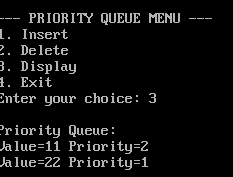 --- PRIORITY QUEUE MENU ---
1. Insert
2. Delete
3. Display
4. Exit
Enter your choice: 3
Priority Queue:
Value=11 Priority=2
Value=22 Priority=1